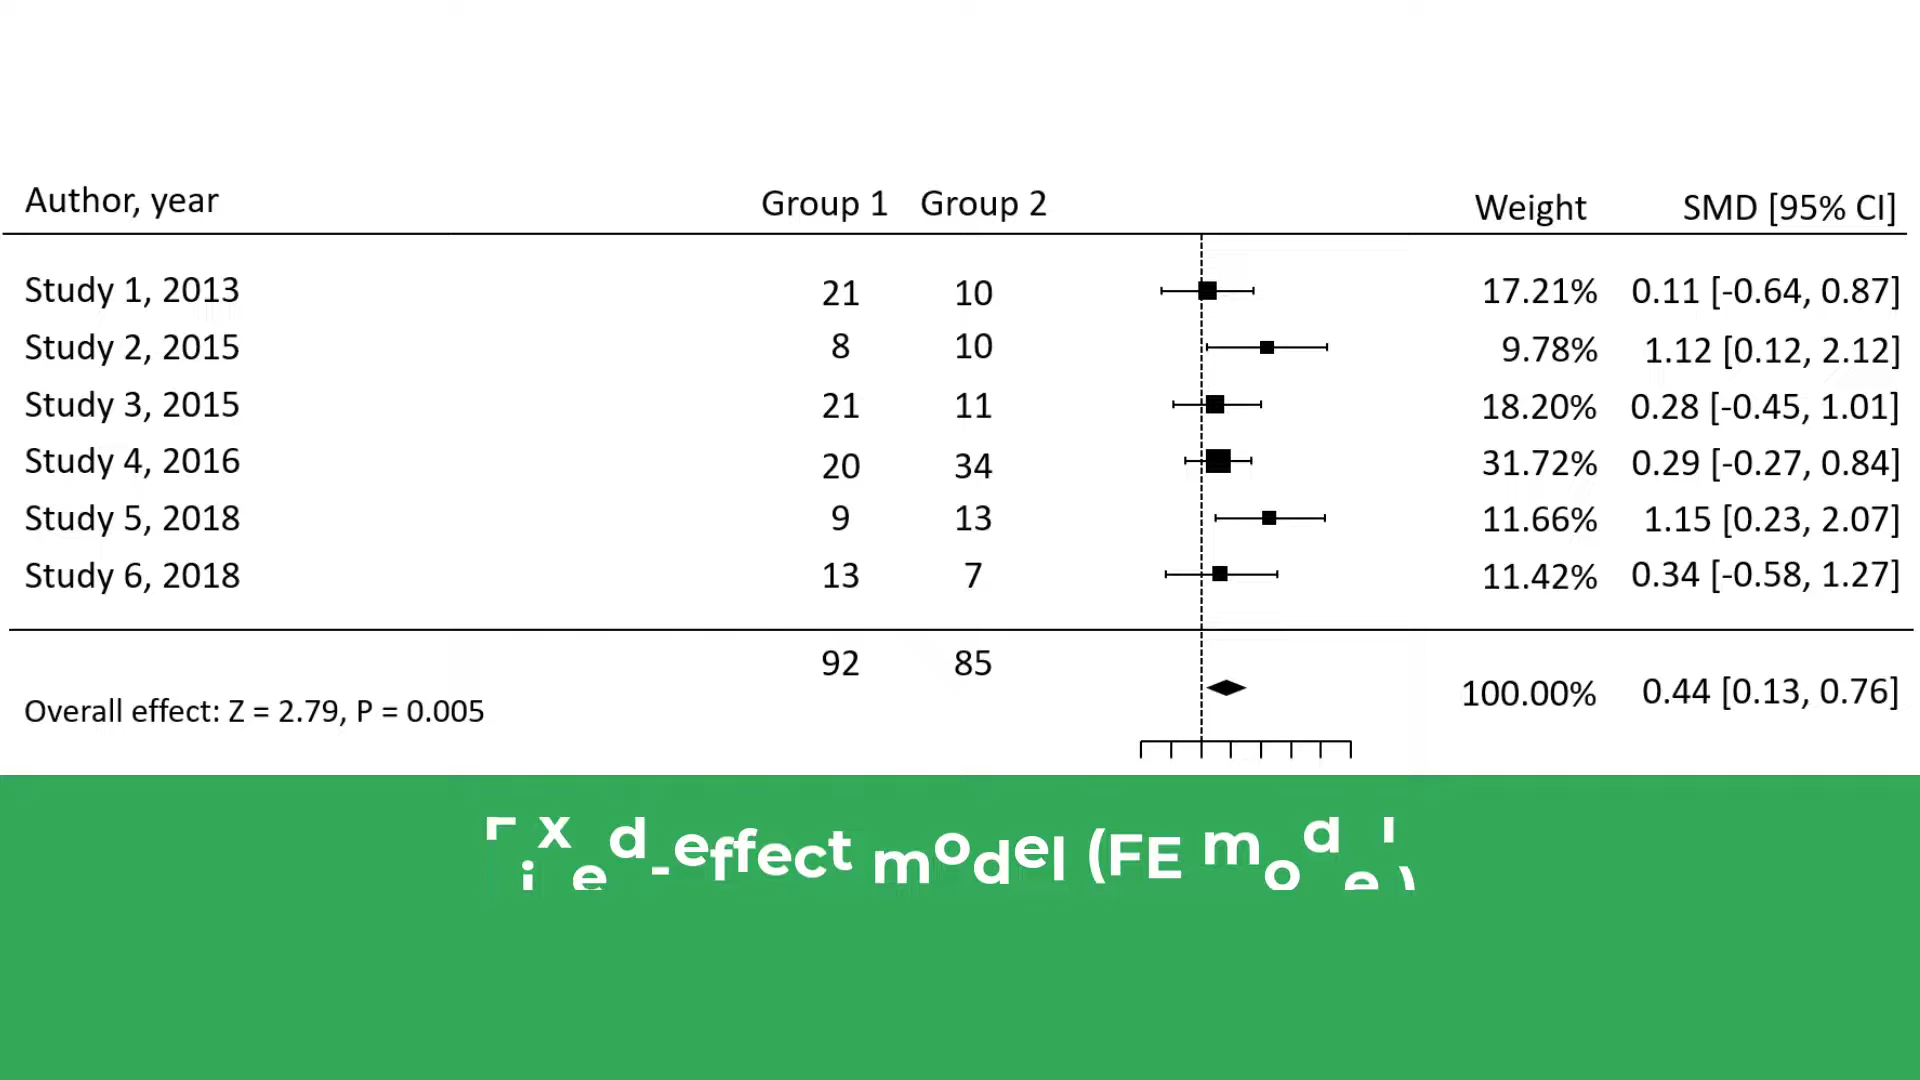 Author, year Group 1 Group 2 Weight SMD [95% CI]
Study 1, 2013 21 10 17.21% 0.11 [-0.64, 0.87]
Study 2, 2015 8 10 9.78% 1.12 [0.12, 2.12]
Study 3, 2015 21 11 18.20% 0.28 [-0.45, 1.01]
Study 4, 2016 20 34 31.72% 0.29 [-0.27, 0.84]
Study 5, 2018 9 13 11.66% 1.15 [0.23, 2.07]
Study 6, 2018 13 7 11.42% 0.34 [-0.58, 1.27]
92 85
100.00% 0.44 [0.13, 0.76]
Overall effect: Z = 2.79, P = 0.005
Fixed-effect model (FE model)